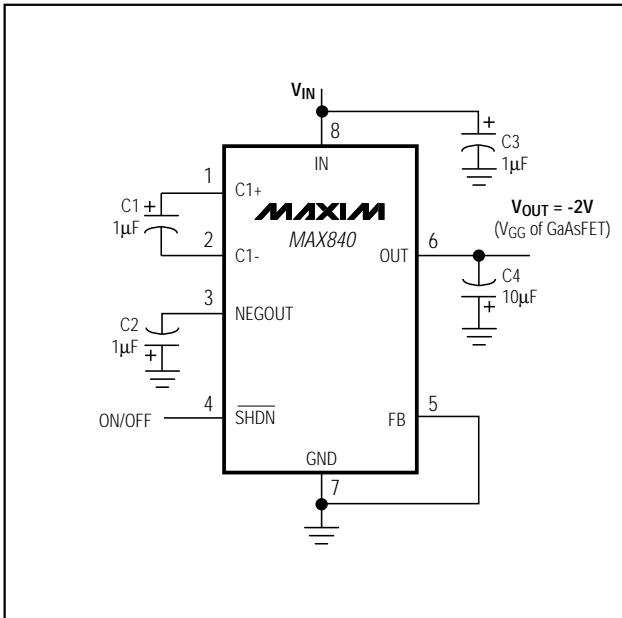 VIN
8
IN
C3
1µF
1
C1+
MAXIM
MAX840
C1
1µF
2
C1-
OUT
6
VOUT = -2V
(VGG of GaAsFET)
C4
10µF
3
NEGOUT
C2
1µF
4
ON/OFF
SHDN
FB
5
GND
7